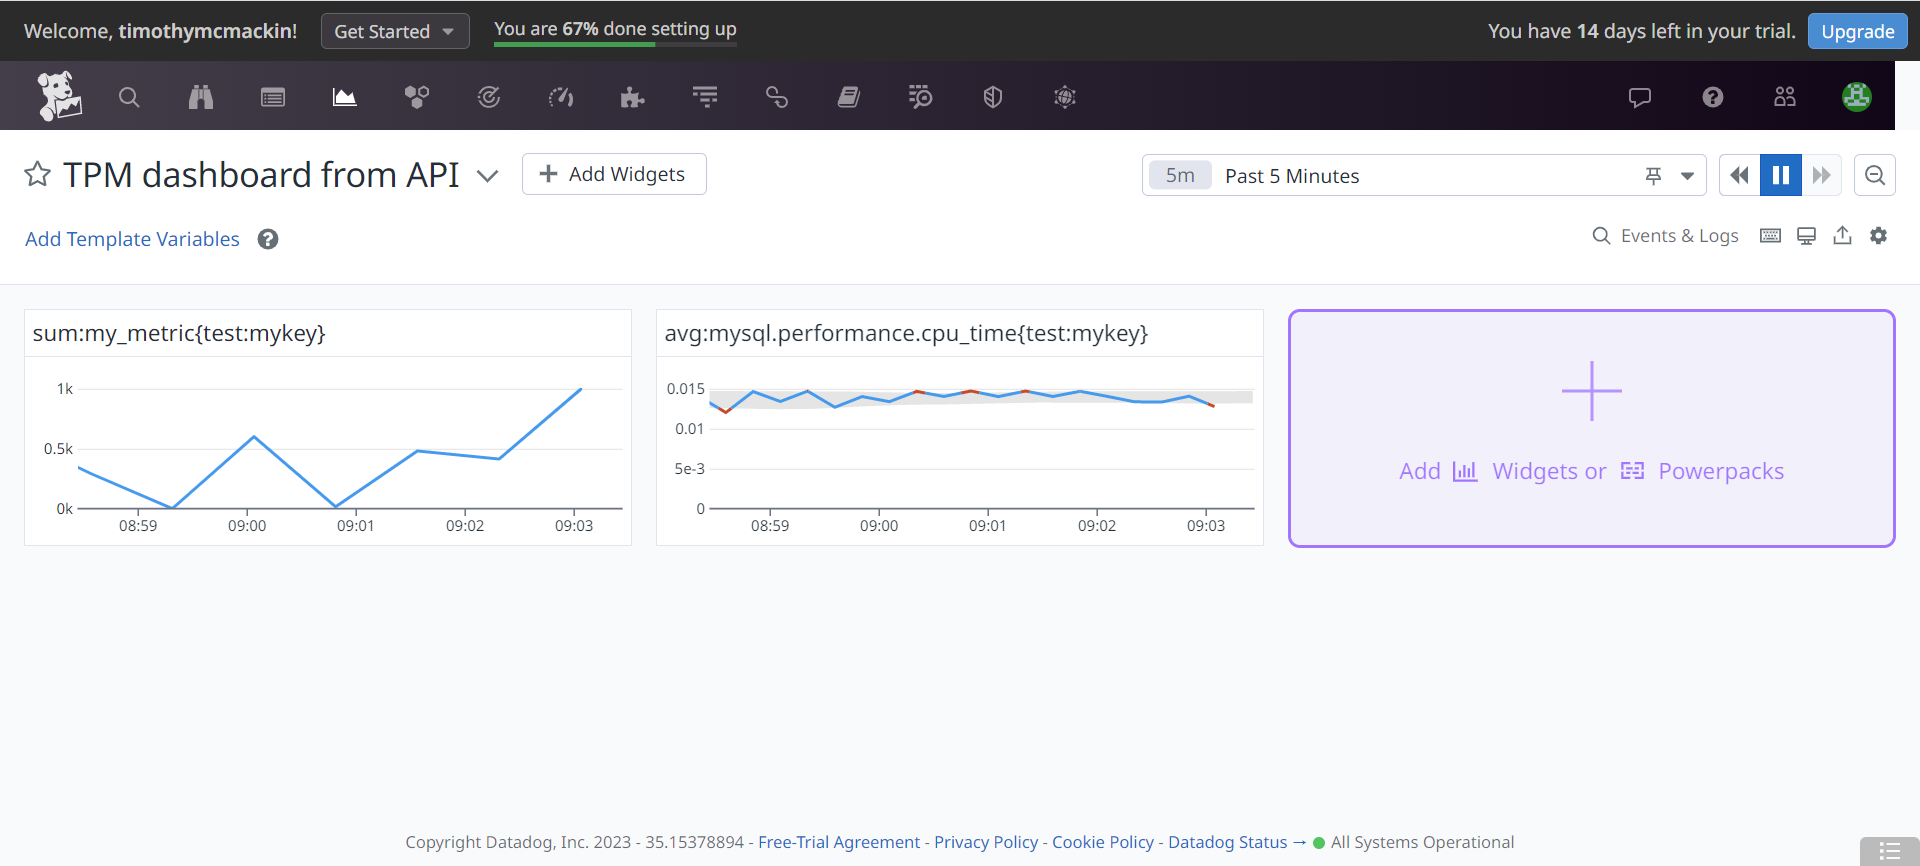 Welcome, timothymcmackin!
Get Started
You are 67% done setting up
You have 14 days left in your trial.
Upgrade
TPM dashboard from API
Add Widgets
5m
Past 5 Minutes
Add Template Variables
Events & Logs
sum:my_metric{test:mykey}
1k
0.5k
0k
08:59 09:00 09:01 09:02 09:03
avg:mysql.performance.cpu_time{test:mykey}
0.015
0.01
5e-3
0
08:59 09:00 09:01 09:02 09:03
Add Widgets or Powerpacks
Copyright Datadog, Inc. 2023 - 35.15378894 - Free-Trial Agreement - Privacy Policy - Cookie Policy - Datadog Status → All Systems Operational